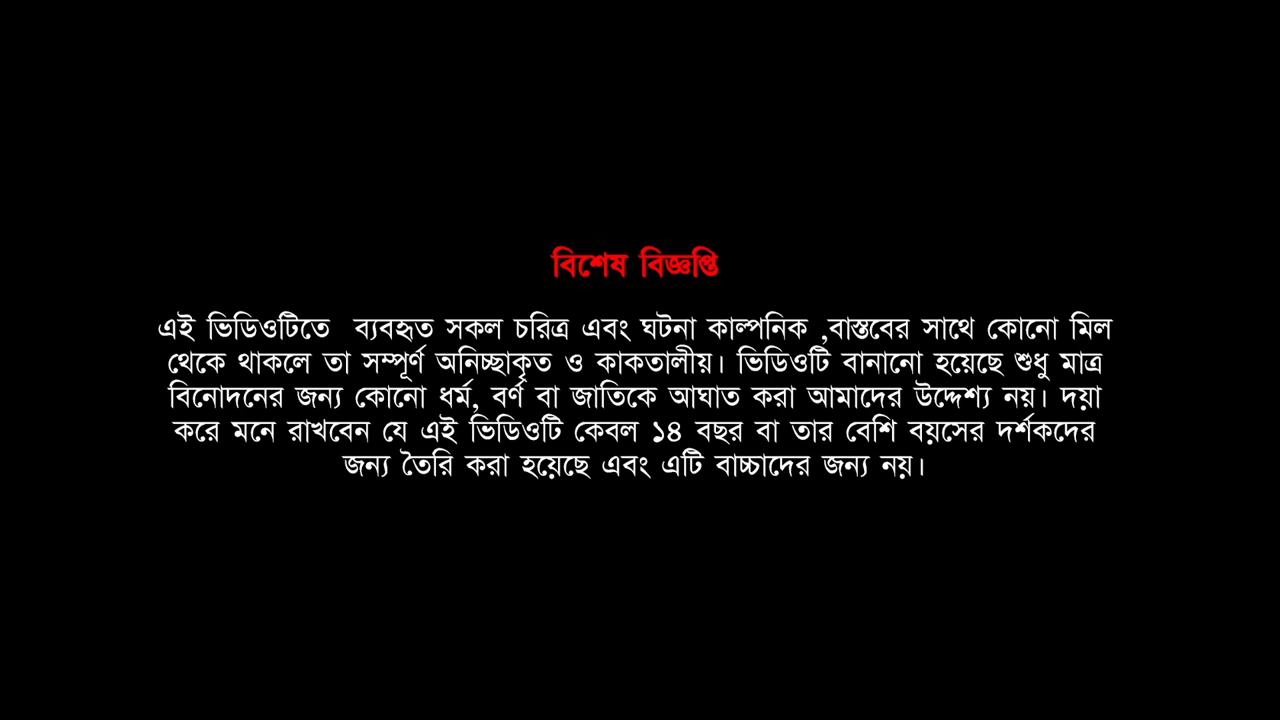 বিশেষ বিজ্ঞপ্তি
এই ভিডিওটিতে ব্যবহৃত সকল চরিত্র এবং ঘটনা কাল্পনিক ,বাস্তবের সাথে কোনো মিল
থেকে থাকলে তা সম্পূর্ণ অনিচ্ছাকৃত ও কাকতালীয়। ভিডিওটি বানানো হয়েছে শুধু মাত্র
বিনোদনের জন্য কোনো ধর্ম, বর্ণ বা জাতিকে আঘাত করা আমাদের উদ্দেশ্য নয়। দয়া
করে মনে রাখবেন যে এই ভিডিওটি কেবল ১৪ বছর বা তার বেশি বয়সের দর্শকদের
জন্য তৈরি করা হয়েছে এবং এটি বাচ্চাদের জন্য নয়।